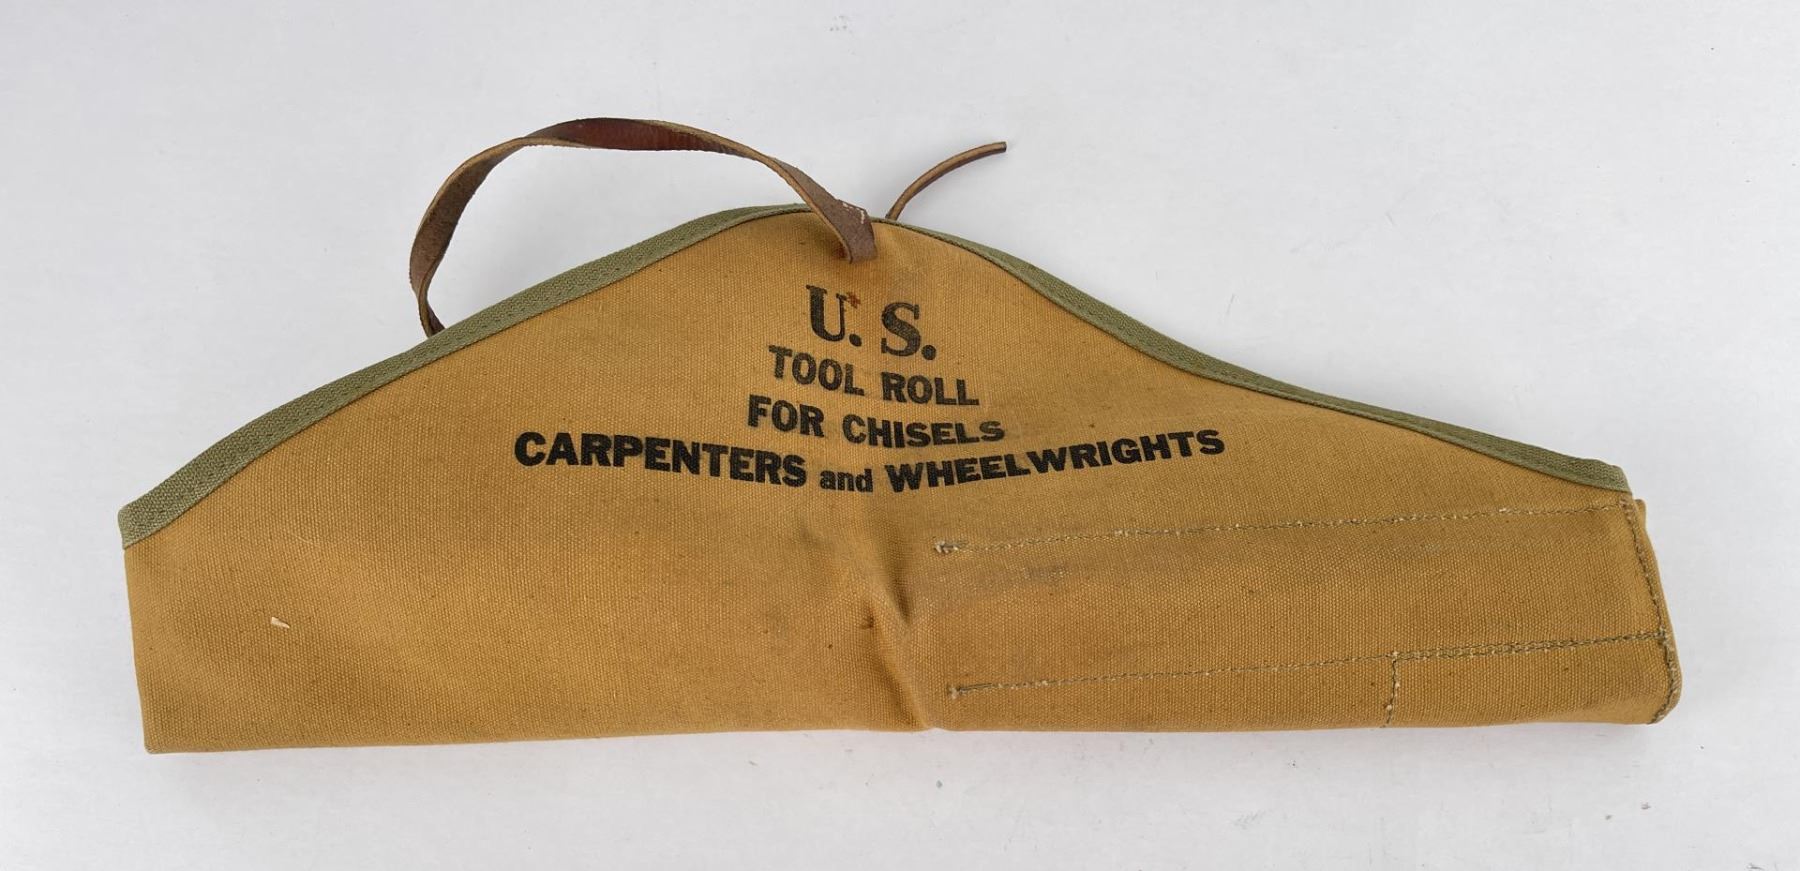 U. S.
TOOL ROLL
FOR CHISELS
CARPENTERS and WHEELWRIGHTS